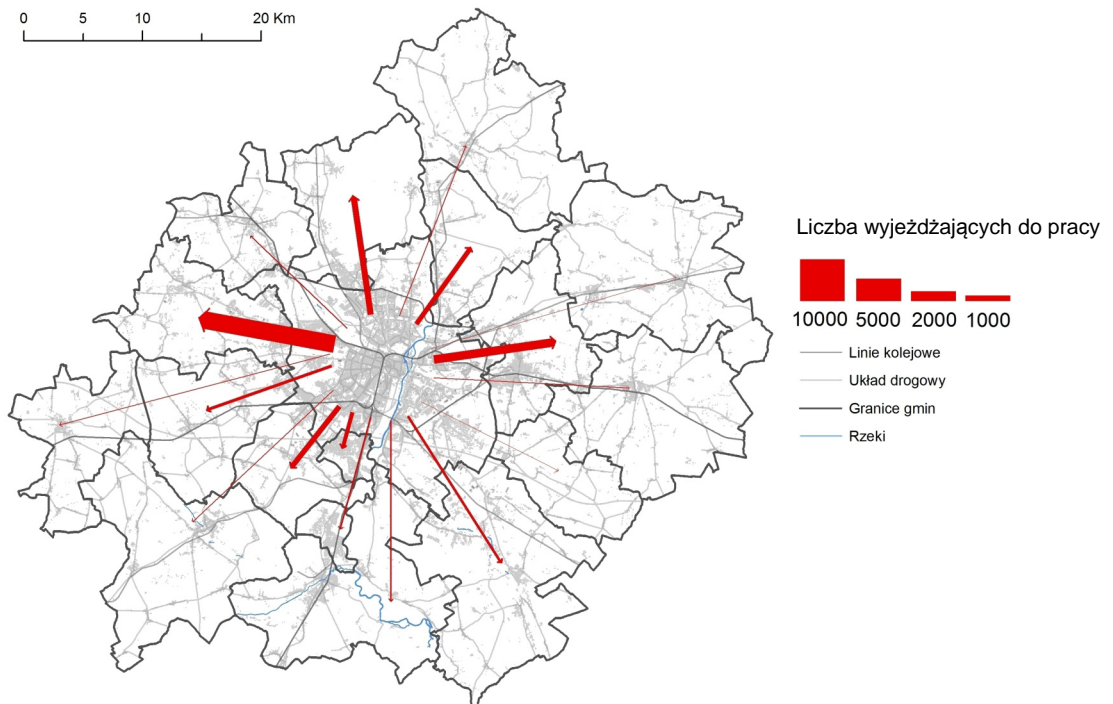 0 5 10 20 Km
Liczba wyjeżdżających do pracy
10000 5000 2000 1000
Linie kolejowe
Układ drogowy
Granice gmin
Rzeki